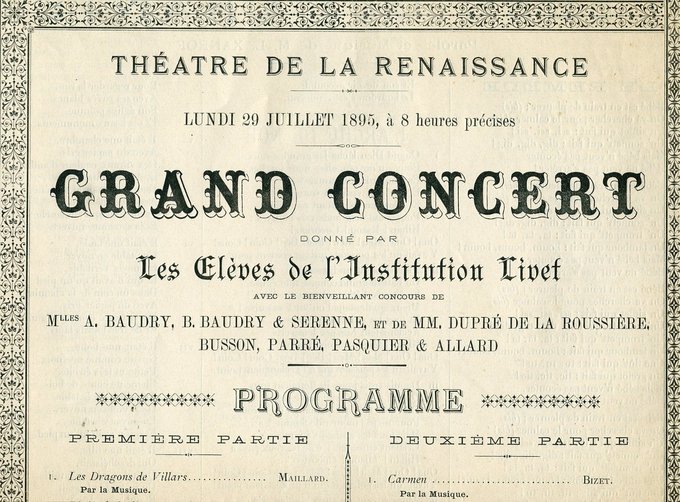 THÉATRE DE LA RENAISSANCE
LUNDI 29 JUILLET 1895, à 8 heures précises
GRAND CONCERT
DONNÉ PAR
Les Elèves de l'Institution Livet
AVEC LE BIENVEILLANT CONCOURS DE
MLLES A. BAUDRY, B. BAUDRY & SERENNE, ET DE MM. DUPRÉ DE LA ROUSSIÈRE,
BUSSON, PARRÉ, PASQUIER & ALLARD
PROGRAMME
PREMIÈRE PARTIE
1. Les Dragons de Villars............... MAILLARD.
Par la Musique.
DEUXIÈME PARTIE
1. Carmen ........................... BIZET.
Par la Musique.